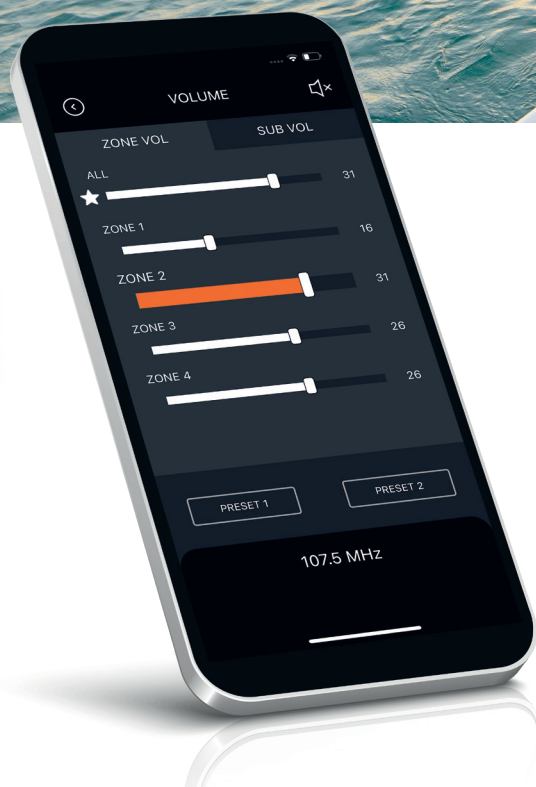 VOLUME
ZONE VOL SUB VOL
ALL 31
ZONE 1 16
ZONE 2 31
ZONE 3 26
ZONE 4 26
PRESET 1 PRESET 2
107.5 MHz